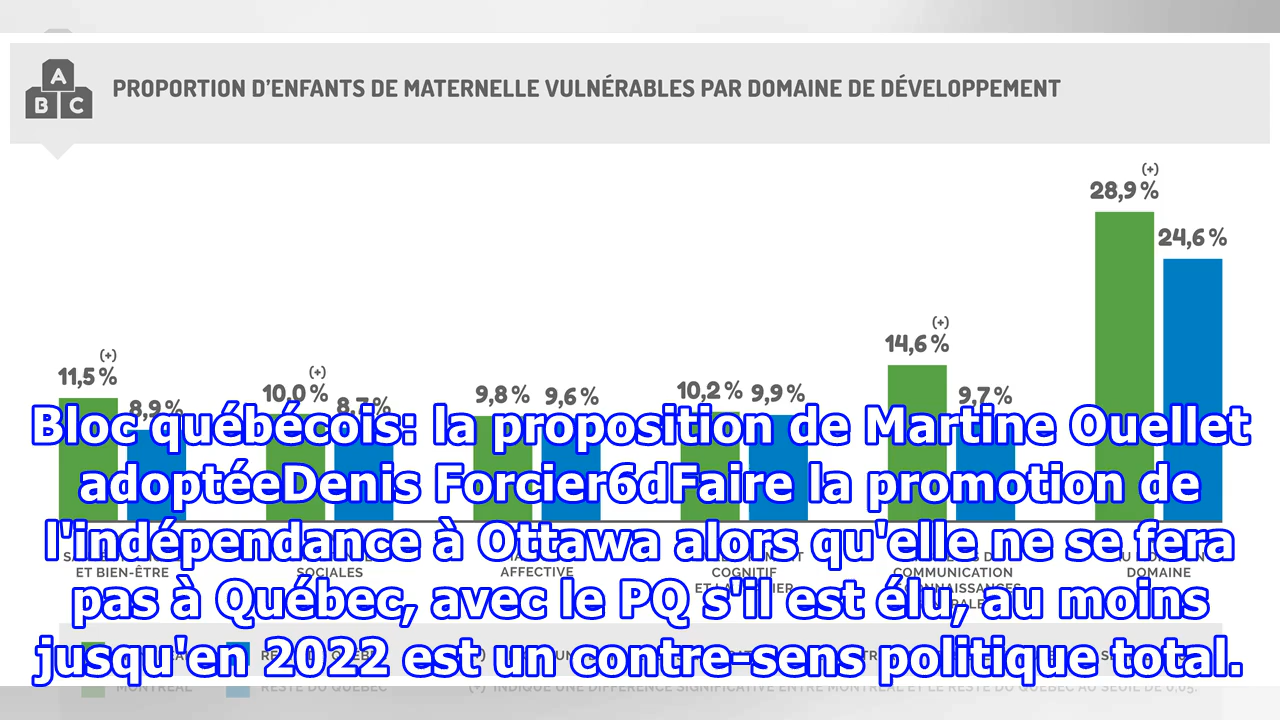 A
B C
PROPORTION D'ENFANTS DE MATERNELLE VULNÉRABLES PAR DOMAINE DE DÉVELOPPEMENT
(+)
28,9 %
24,6 %
(+)
14,6 %
9,7 %
(+)
11,5 %
8,9 %
(+)
10,0 %
8,7 %
9,8 %
9,6 %
10,2 %
9,9 %
Bloc québécois: la proposition de Martine Ouellet
adoptéeDenis Forcier6dFaire la promotion de
l'indépendance à Ottawa alors qu'elle ne se fera
pas à Québec, avec le PQ s'il est élu, au moins
jusqu'en 2022 est un contre-sens politique total.
ET BIEN-ÊTRE
SOCIALES
AFFECTIVE
COGNITIF
COMMUNICATION
DOMAINE
MONTRÉAL
RESTE DU QUÉBEC
(+) INDIQUE UNE DIFFÉRENCE SIGNIFICATIVE ENTRE MONTRÉAL ET LE RESTE DU QUÉBEC AU SEUIL DE 0,05.